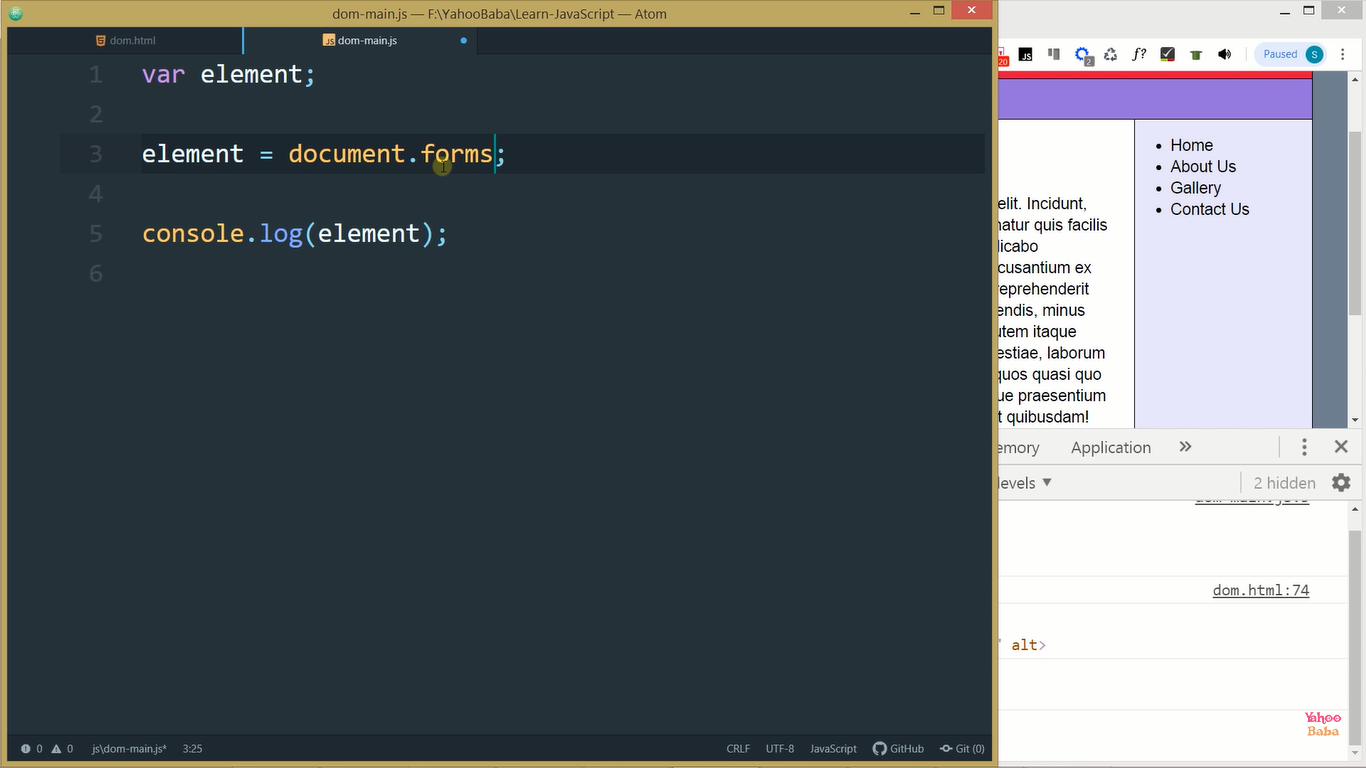 dom-main.js — F:\YahooBaba\Learn-JavaScript — Atom
dom.html
dom-main.js
1 var element;
2
3 element = document.forms;
4
5 console.log(element);
6
0 0 js\dom-main.js* 3:25 CRLF UTF-8 JavaScript GitHub Git (0)
20 JS 2 f? Paused S
Home
About Us
Gallery
Contact Us
elit. Incidunt,
natur quis facilis
licabo
cusantium ex
reprehenderit
endis, minus
utem itaque
estiae, laborum
quos quasi quo
ue praesentium
t quibusdam!
emory Application »
levels ▼ 2 hidden
dom.html:74
" alt>
Yahoo
Baba